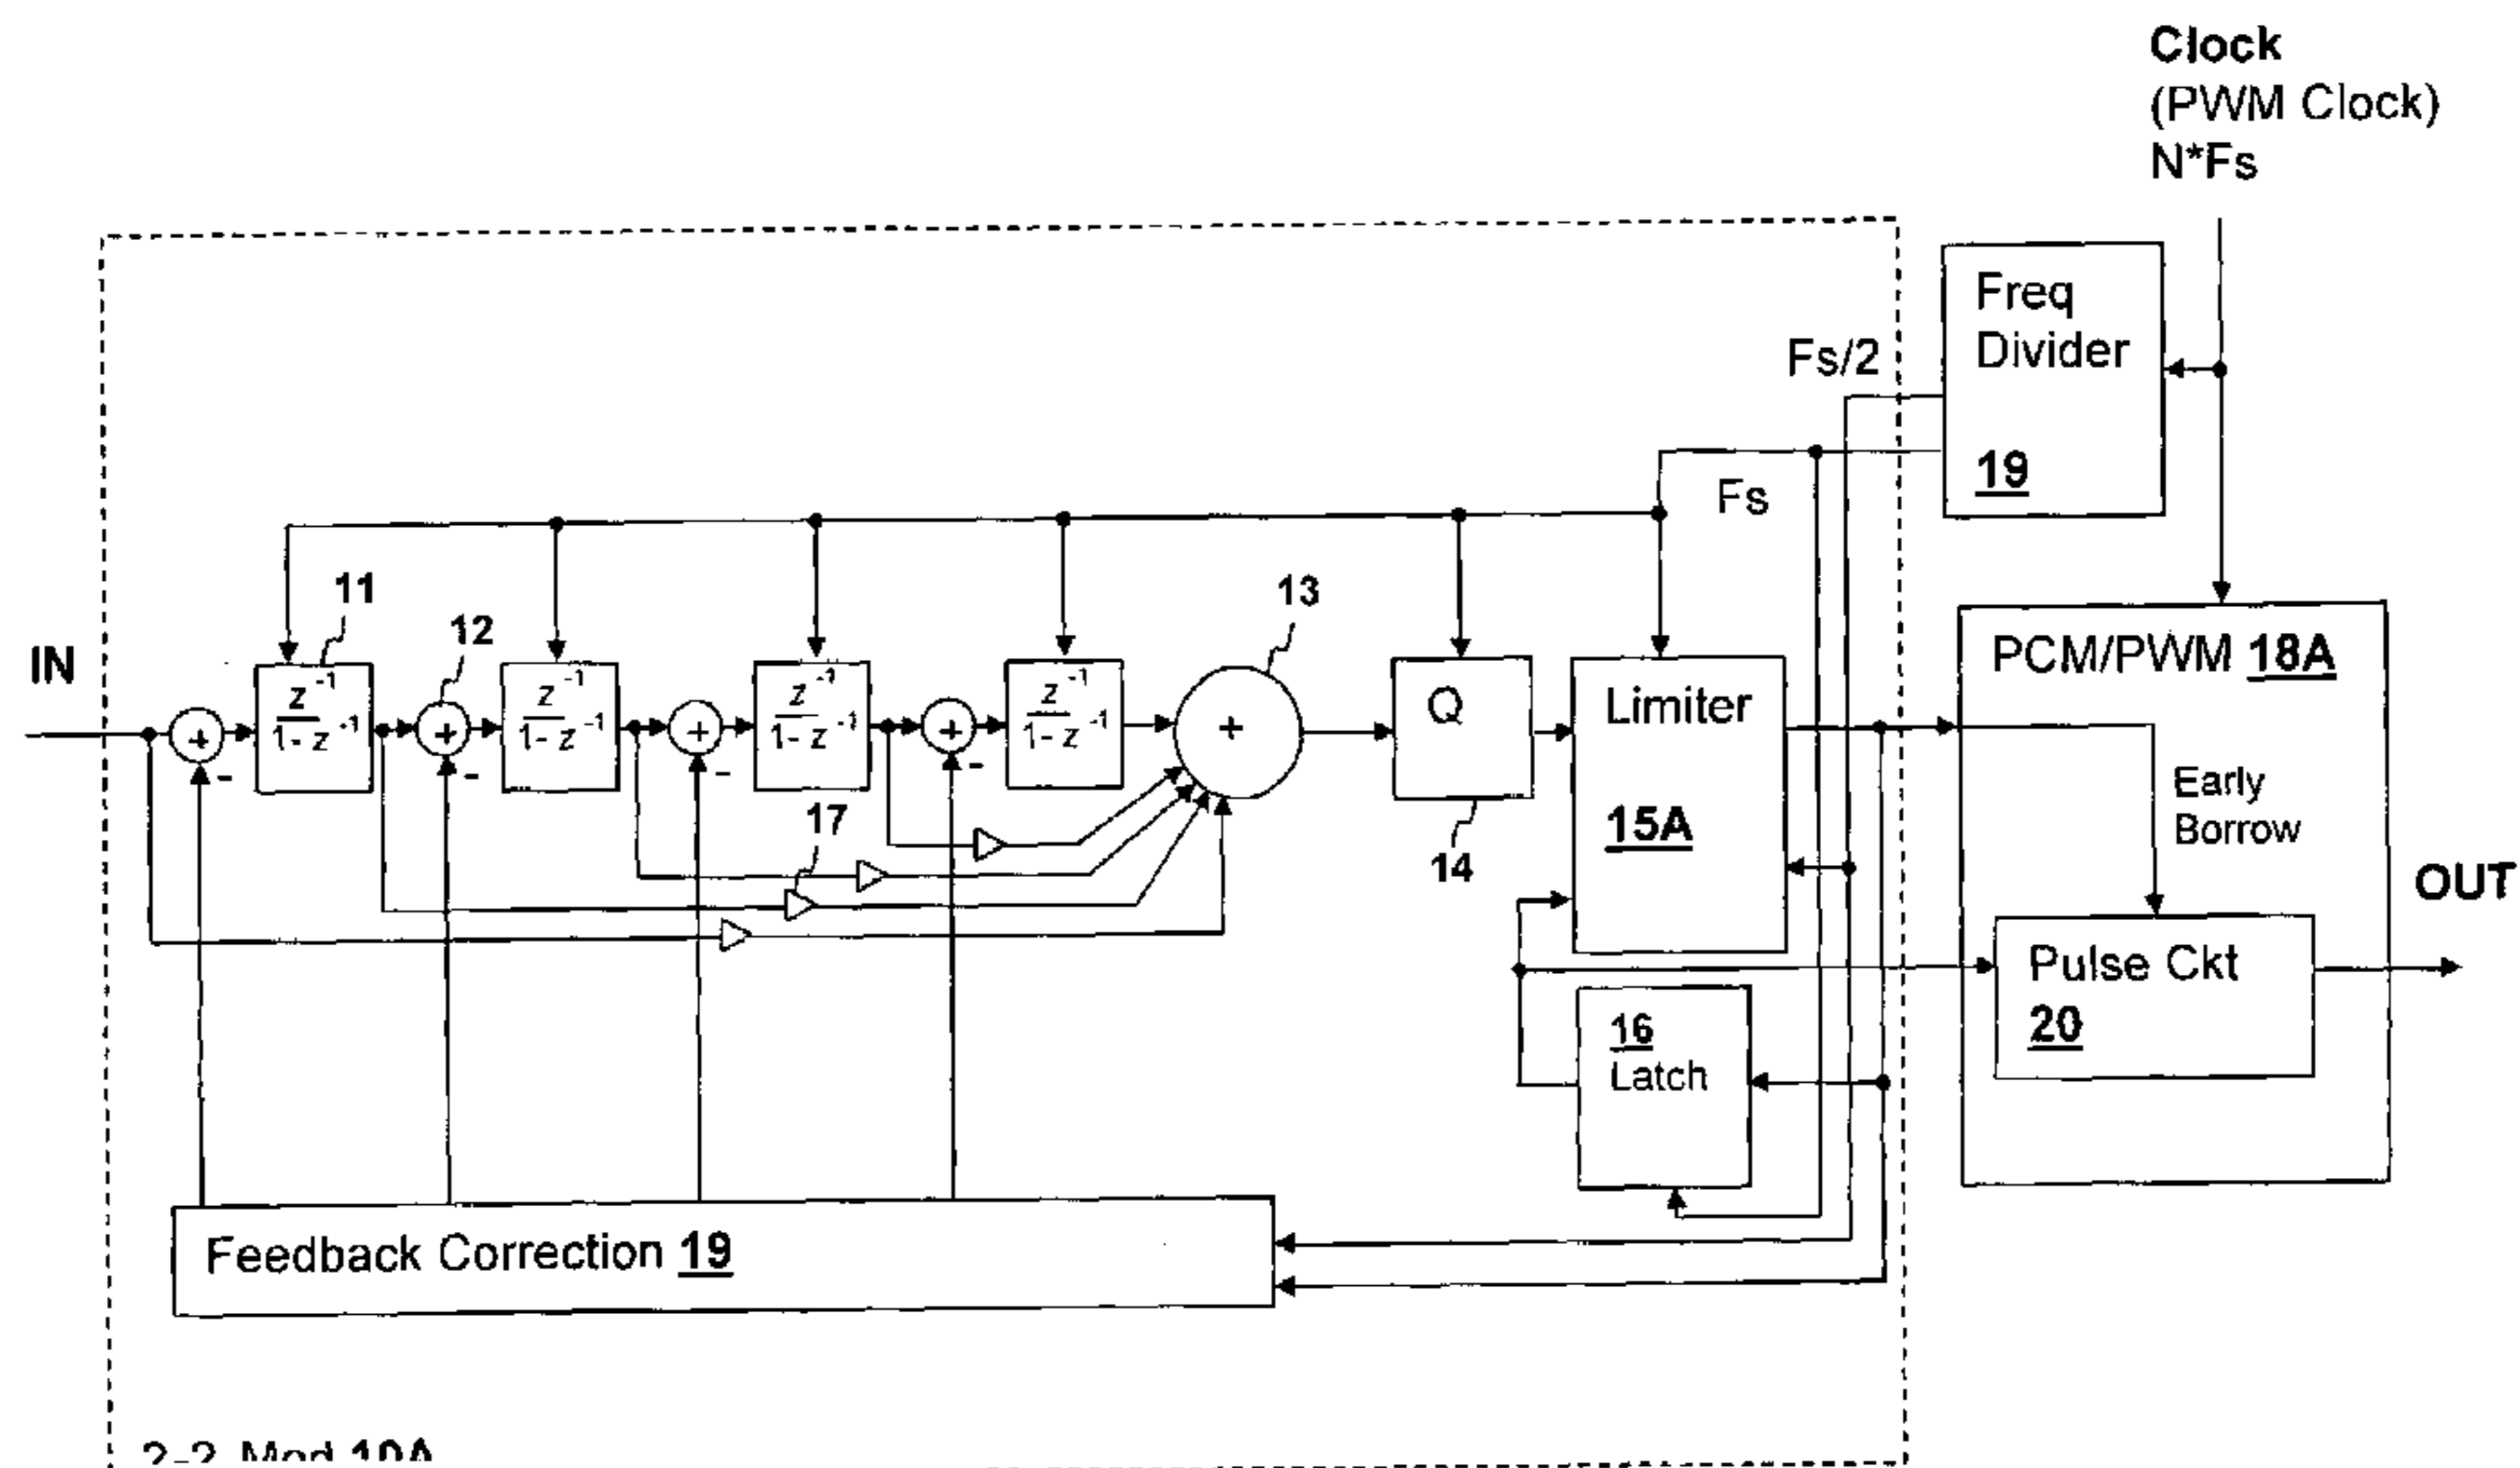 Clock
(PWM Clock)
N*Fs
Freq
Divider
19
Fs/2
Fs
11
12
13
IN
z^-1
1- z^-1
z^-1
1- z^-1
z^-1
1- z^-1
z^-1
1- z^-1
+
+
+
+
+
-
-
-
-
Q
14
Limiter
15A
17
PCM/PWM 18A
Early
Borrow
OUT
Pulse Ckt
20
16
Latch
Feedback Correction 19